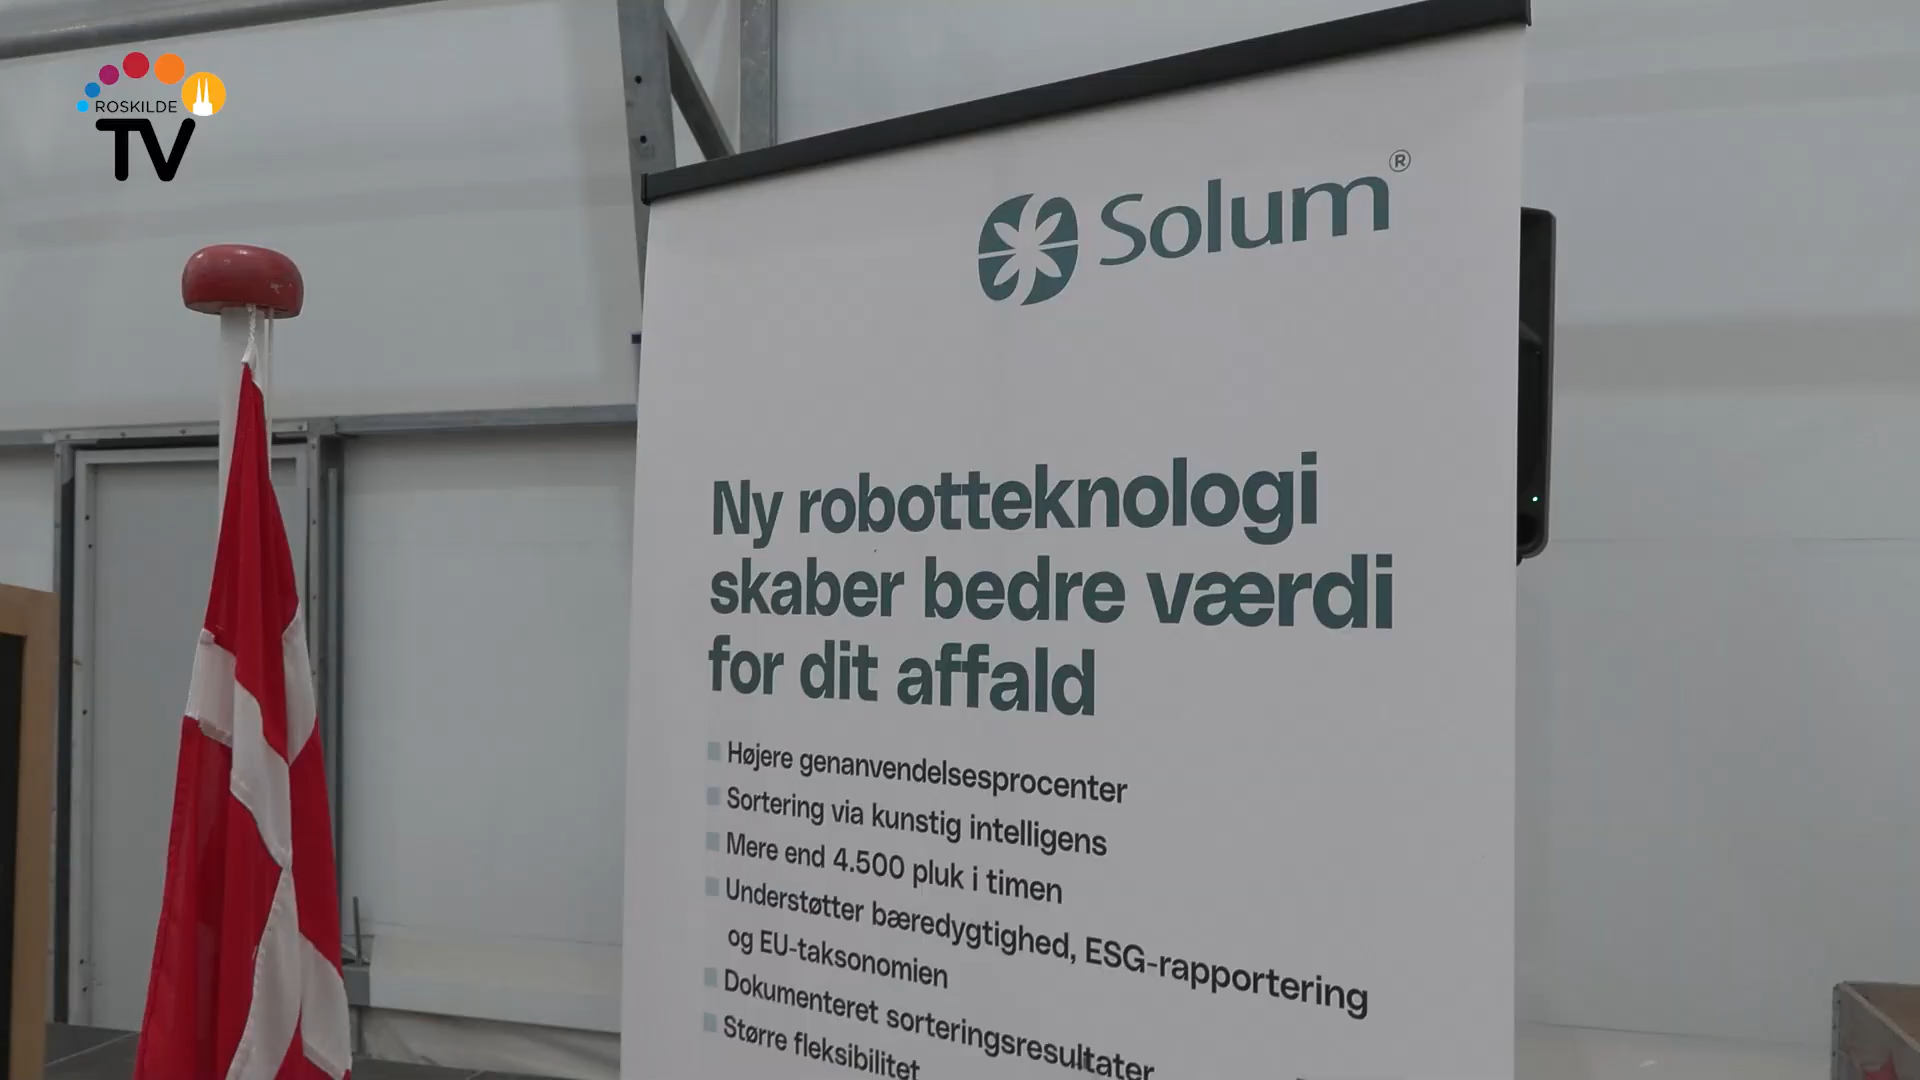 ROSKILDE
TV
Solum®
Ny robotteknologi
skaber bedre værdi
for dit affald
Højere genanvendelsesprocenter
Sortering via kunstig intelligens
Mere end 4.500 pluk i timen
Understøtter bæredygtighed, ESG-rapportering
og EU-taksonomien
Dokumenteret sorteringsresultater
Større fleksibilitet